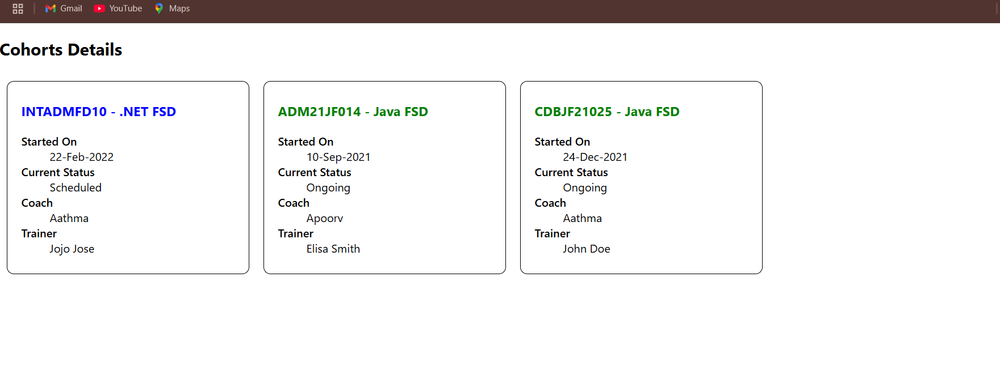 Gmail YouTube Maps
Cohorts Details
INTADMFD10 - .NET FSD
Started On
22-Feb-2022
Current Status
Scheduled
Coach
Aathma
Trainer
Jojo Jose
ADM21JF014 - Java FSD
Started On
10-Sep-2021
Current Status
Ongoing
Coach
Apoorv
Trainer
Elisa Smith
CDBJF21025 - Java FSD
Started On
24-Dec-2021
Current Status
Ongoing
Coach
Aathma
Trainer
John Doe